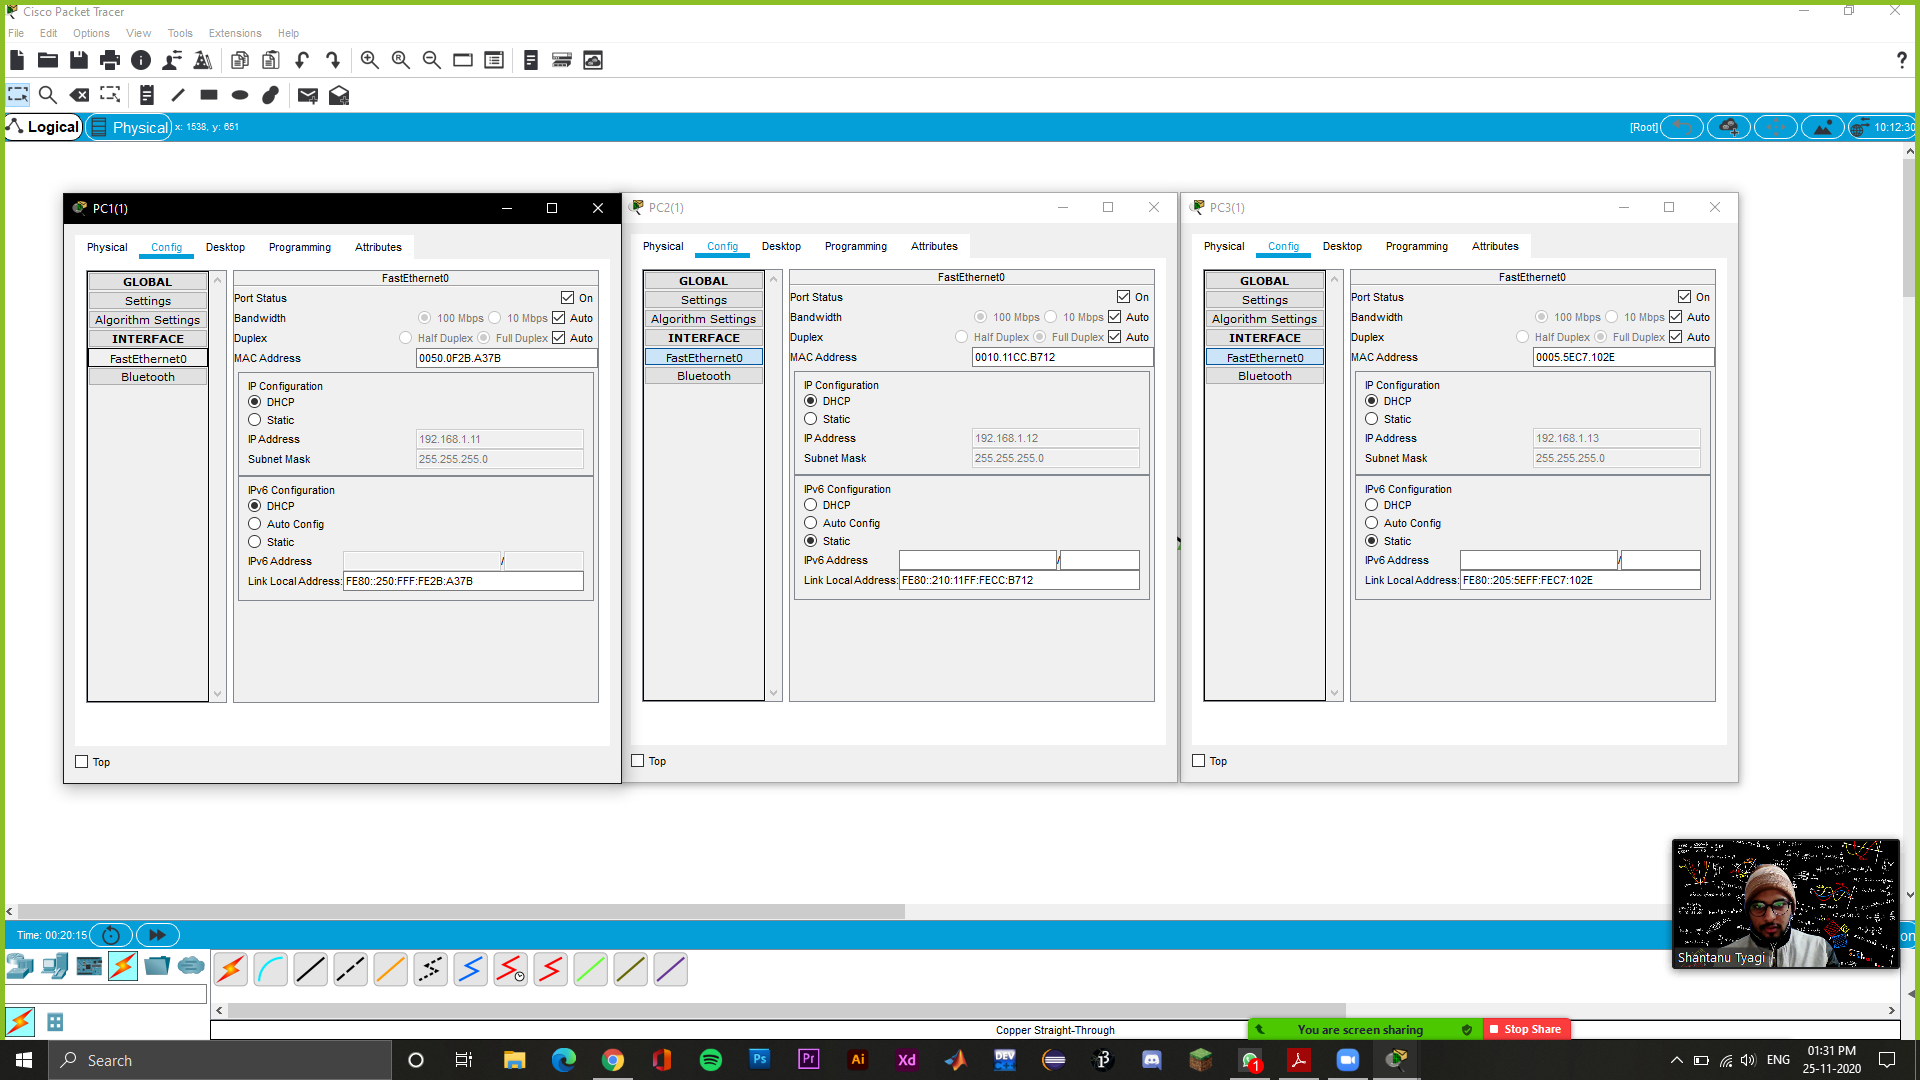 Cisco Packet Tracer
File Edit Options View Tools Extensions Help
?
Logical Physical x: 1538, y: 651 [Root] 10:12:30
PC1(1)
Physical Config Desktop Programming Attributes
GLOBAL
Settings
Algorithm Settings
INTERFACE
FastEthernet0
Bluetooth
FastEthernet0
Port Status On
Bandwidth 100 Mbps 10 Mbps Auto
Duplex Half Duplex Full Duplex Auto
MAC Address 0050.0F2B.A37B
IP Configuration
DHCP
Static
IP Address 192.168.1.11
Subnet Mask 255.255.255.0
IPv6 Configuration
DHCP
Auto Config
Static
IPv6 Address /
Link Local Address: FE80::250:FFF:FE2B:A37B
Top
PC2(1)
Physical Config Desktop Programming Attributes
GLOBAL
Settings
Algorithm Settings
INTERFACE
FastEthernet0
Bluetooth
FastEthernet0
Port Status On
Bandwidth 100 Mbps 10 Mbps Auto
Duplex Half Duplex Full Duplex Auto
MAC Address 0010.11CC.B712
IP Configuration
DHCP
Static
IP Address 192.168.1.12
Subnet Mask 255.255.255.0
IPv6 Configuration
DHCP
Auto Config
Static
IPv6 Address /
Link Local Address: FE80::210:11FF:FECC:B712
Top
PC3(1)
Physical Config Desktop Programming Attributes
GLOBAL
Settings
Algorithm Settings
INTERFACE
FastEthernet0
Bluetooth
FastEthernet0
Port Status On
Bandwidth 100 Mbps 10 Mbps Auto
Duplex Half Duplex Full Duplex Auto
MAC Address 0005.5EC7.102E
IP Configuration
DHCP
Static
IP Address 192.168.1.13
Subnet Mask 255.255.255.0
IPv6 Configuration
DHCP
Auto Config
Static
IPv6 Address /
Link Local Address: FE80::205:5EFF:FEC7:102E
Top
Shantanu Tyagi
Time: 00:20:15
Copper Straight-Through
You are screen sharing Stop Share
Search
Ps Pr Ai Xd DEV
1
ENG
01:31 PM
25-11-2020